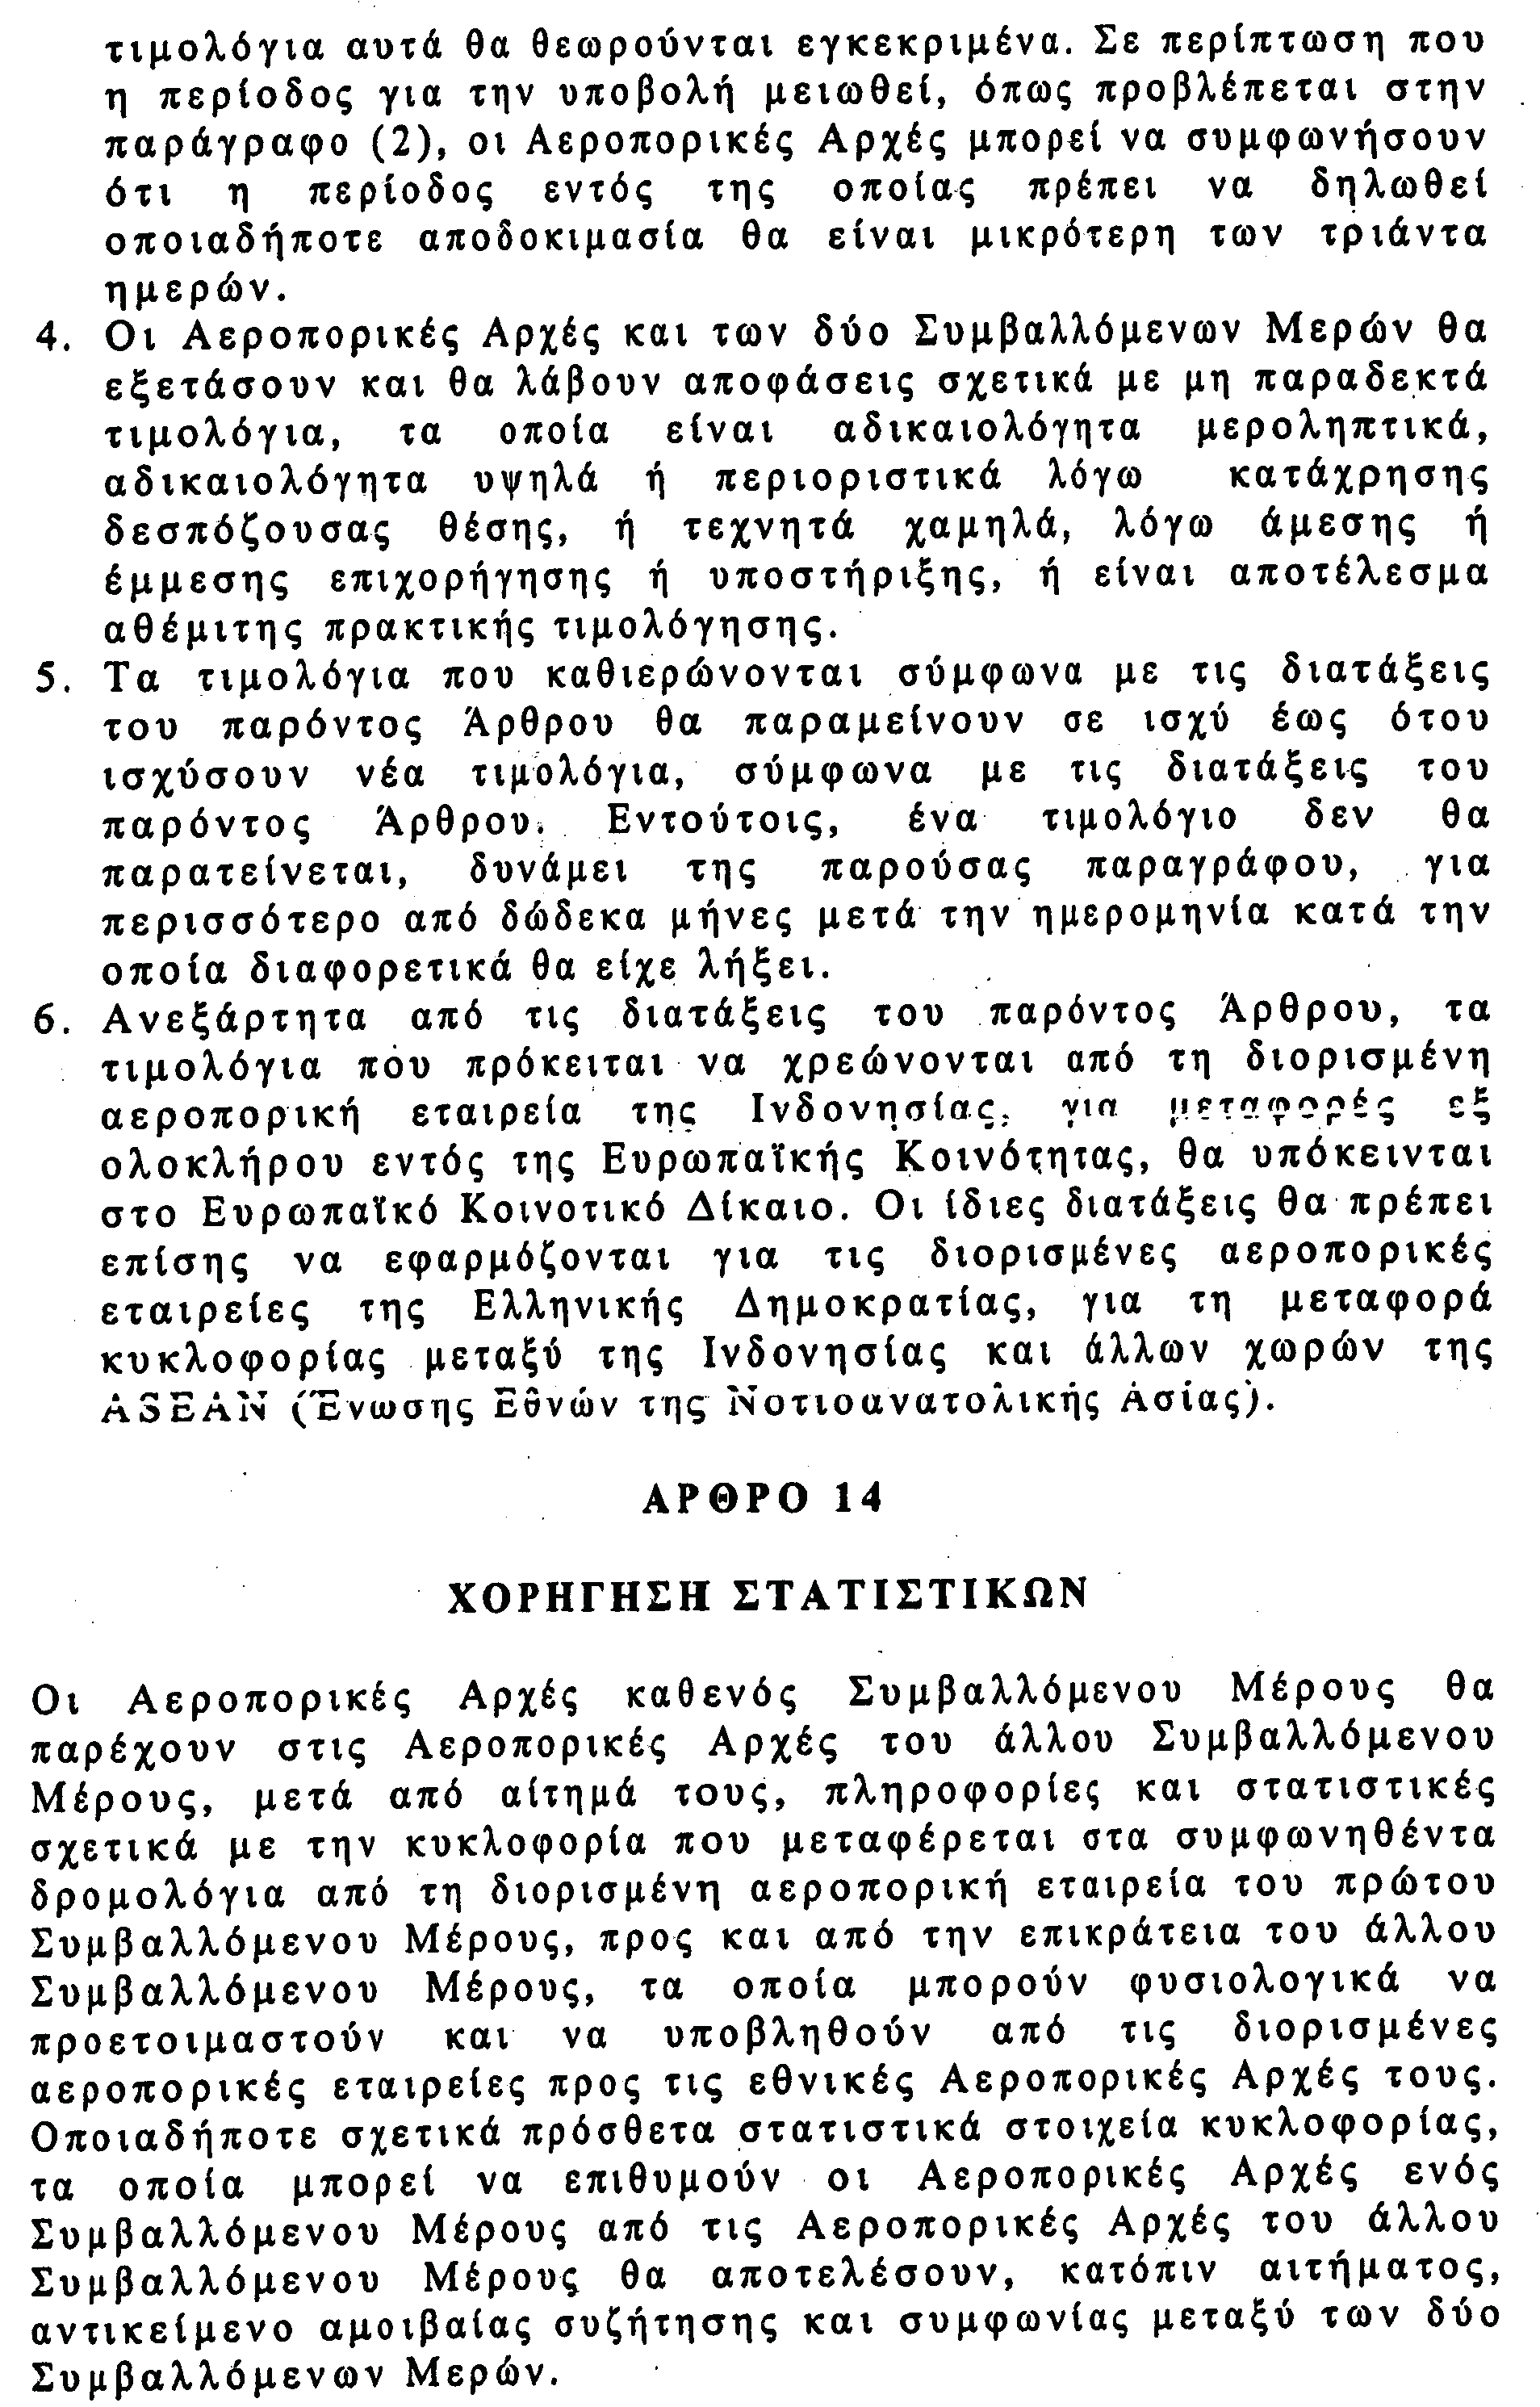 τιμολόγια αυτά θα θεωρούνται εγκεκριμένα. Σε περίπτωση που
η περίοδος για την υποβολή μειωθεί, όπως προβλέπεται στην
παράγραφο (2), οι Αεροπορικές Αρχές μπορεί να συμφωνήσουν
ότι η περίοδος εντός της οποίας πρέπει να δηλωθεί
οποιαδήποτε αποδοκιμασία θα είναι μικρότερη των τριάντα
ημερών.
4. Οι Αεροπορικές Αρχές και των δύο Συμβαλλόμενων Μερών θα
εξετάσουν και θα λάβουν αποφάσεις σχετικά με μη παραδεκτά
τιμολόγια, τα οποία είναι αδικαιολόγητα μεροληπτικά,
αδικαιολόγητα υψηλά ή περιοριστικά λόγω κατάχρησης
δεσπόζουσας θέσης, ή τεχνητά χαμηλά, λόγω άμεσης ή
έμμεσης επιχορήγησης ή υποστήριξης, ή είναι αποτέλεσμα
αθέμιτης πρακτικής τιμολόγησης.
5. Τα τιμολόγια που καθιερώνονται σύμφωνα με τις διατάξεις
του παρόντος Άρθρου θα παραμείνουν σε ισχύ έως ότου
ισχύσουν νέα τιμολόγια, σύμφωνα με τις διατάξεις του
παρόντος Άρθρου. Εντούτοις, ένα τιμολόγιο δεν θα
παρατείνεται, δυνάμει της παρούσας παραγράφου, για
περισσότερο από δώδεκα μήνες μετά την ημερομηνία κατά την
οποία διαφορετικά θα είχε λήξει.
6. Ανεξάρτητα από τις διατάξεις του παρόντος Άρθρου, τα
τιμολόγια που πρόκειται να χρεώνονται από τη διορισμένη
αεροπορική εταιρεία της Ινδονησίας, για μεταφορές εξ
ολοκλήρου εντός της Ευρωπαϊκής Κοινότητας, θα υπόκεινται
στο Ευρωπαϊκό Κοινοτικό Δίκαιο. Οι ίδιες διατάξεις θα πρέπει
επίσης να εφαρμόζονται για τις διορισμένες αεροπορικές
εταιρείες της Ελληνικής Δημοκρατίας, για τη μεταφορά
κυκλοφορίας μεταξύ της Ινδονησίας και άλλων χωρών της
ASEAN (Ένωσης Εθνών της Νοτιοανατολικής Ασίας).
ΑΡΘΡΟ 14
ΧΟΡΗΓΗΣΗ ΣΤΑΤΙΣΤΙΚΩΝ
Οι Αεροπορικές Αρχές καθενός Συμβαλλόμενου Μέρους θα
παρέχουν στις Αεροπορικές Αρχές του άλλου Συμβαλλόμενου
Μέρους, μετά από αίτημά τους, πληροφορίες και στατιστικές
σχετικά με την κυκλοφορία που μεταφέρεται στα συμφωνηθέντα
δρομολόγια από τη διορισμένη αεροπορική εταιρεία του πρώτου
Συμβαλλόμενου Μέρους, προς και από την επικράτεια του άλλου
Συμβαλλόμενου Μέρους, τα οποία μπορούν φυσιολογικά να
προετοιμαστούν και να υποβληθούν από τις διορισμένες
αεροπορικές εταιρείες προς τις εθνικές Αεροπορικές Αρχές τους.
Οποιαδήποτε σχετικά πρόσθετα στατιστικά στοιχεία κυκλοφορίας,
τα οποία μπορεί να επιθυμούν οι Αεροπορικές Αρχές ενός
Συμβαλλόμενου Μέρους από τις Αεροπορικές Αρχές του άλλου
Συμβαλλόμενου Μέρους θα αποτελέσουν, κατόπιν αιτήματος,
αντικείμενο αμοιβαίας συζήτησης και συμφωνίας μεταξύ των δύο
Συμβαλλόμενων Μερών.